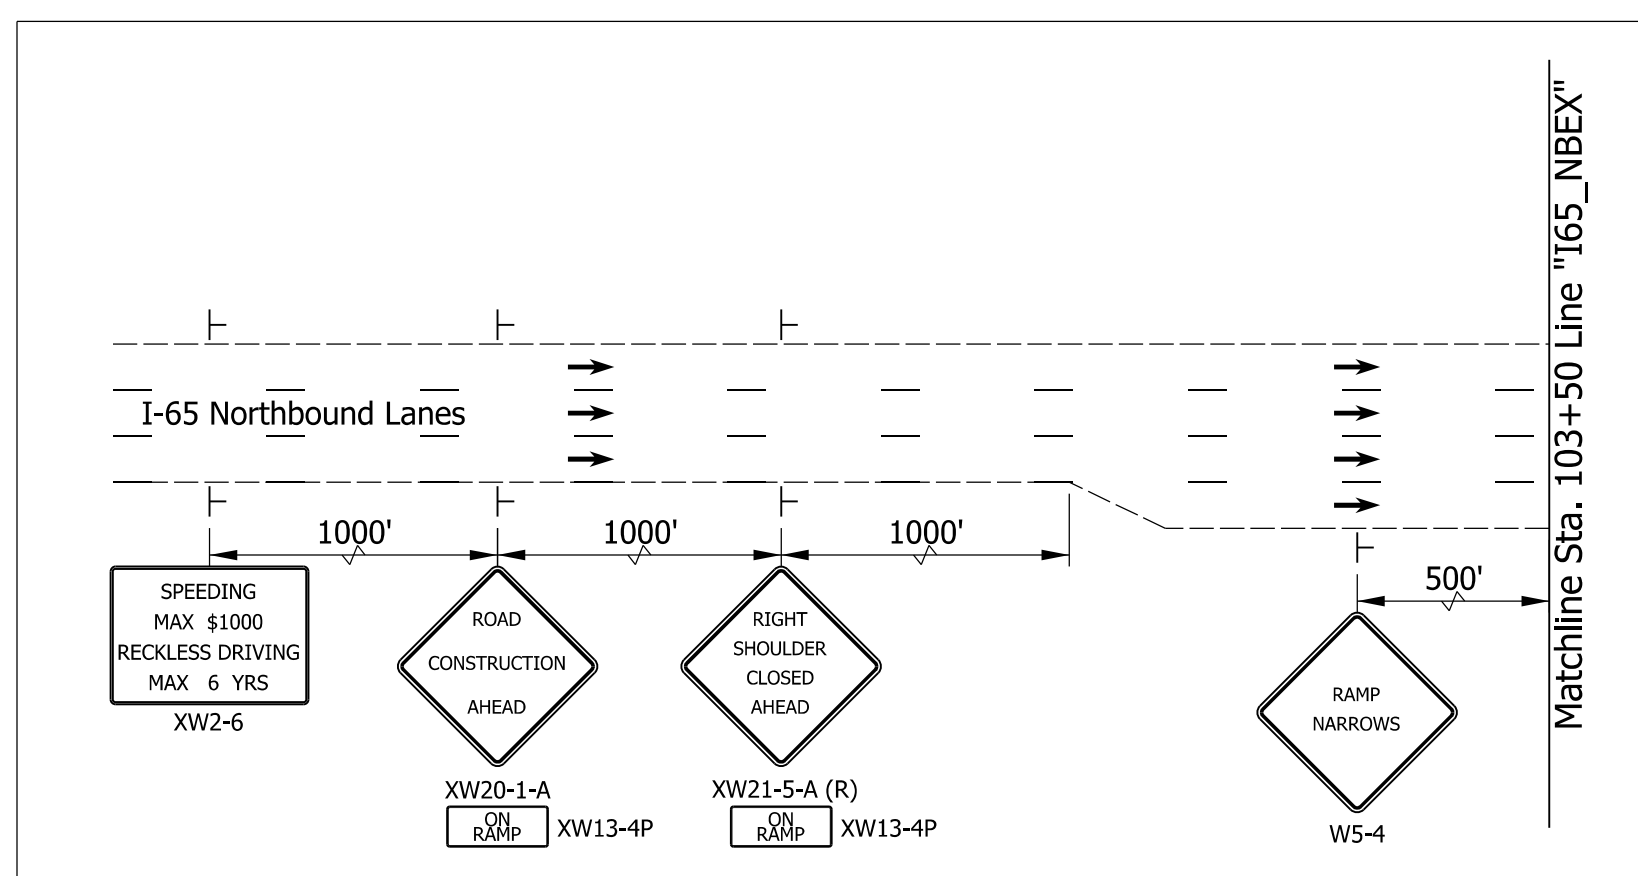 I-65 Northbound Lanes
1000'
1000'
1000'
500'
SPEEDING
MAX $1000
RECKLESS DRIVING
MAX 6 YRS
XW2-6
ROAD
CONSTRUCTION
AHEAD
XW20-1-A
ON
RAMP
XW13-4P
RIGHT
SHOULDER
CLOSED
AHEAD
XW21-5-A (R)
ON
RAMP
XW13-4P
RAMP
NARROWS
W5-4
Matchline Sta. 103+50 Line "I65_NBEX"